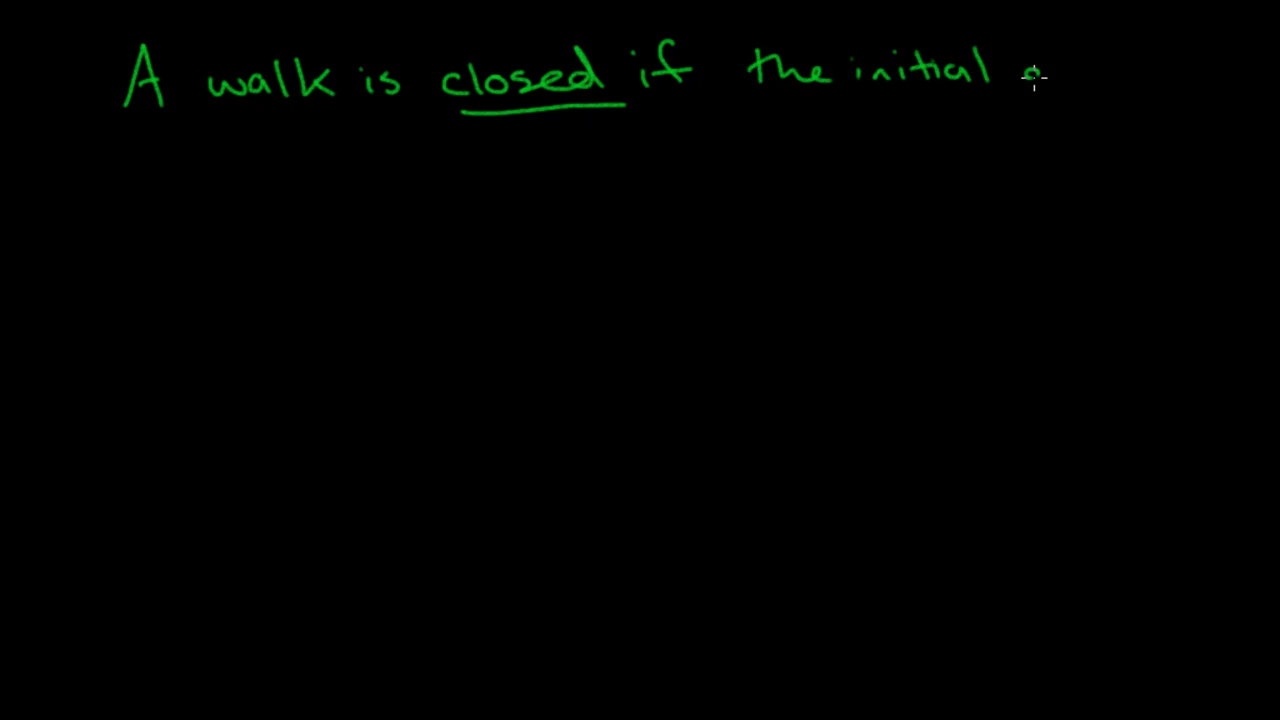 A walk is closed if the initial